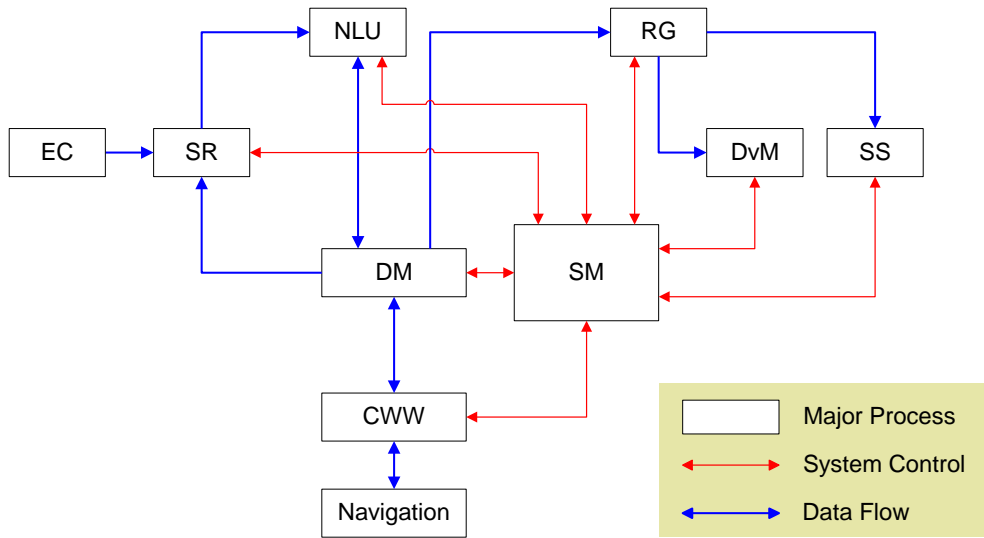 NLU
RG
EC
SR
DvM
SS
DM
SM
CWW
Navigation
Major Process
System Control
Data Flow